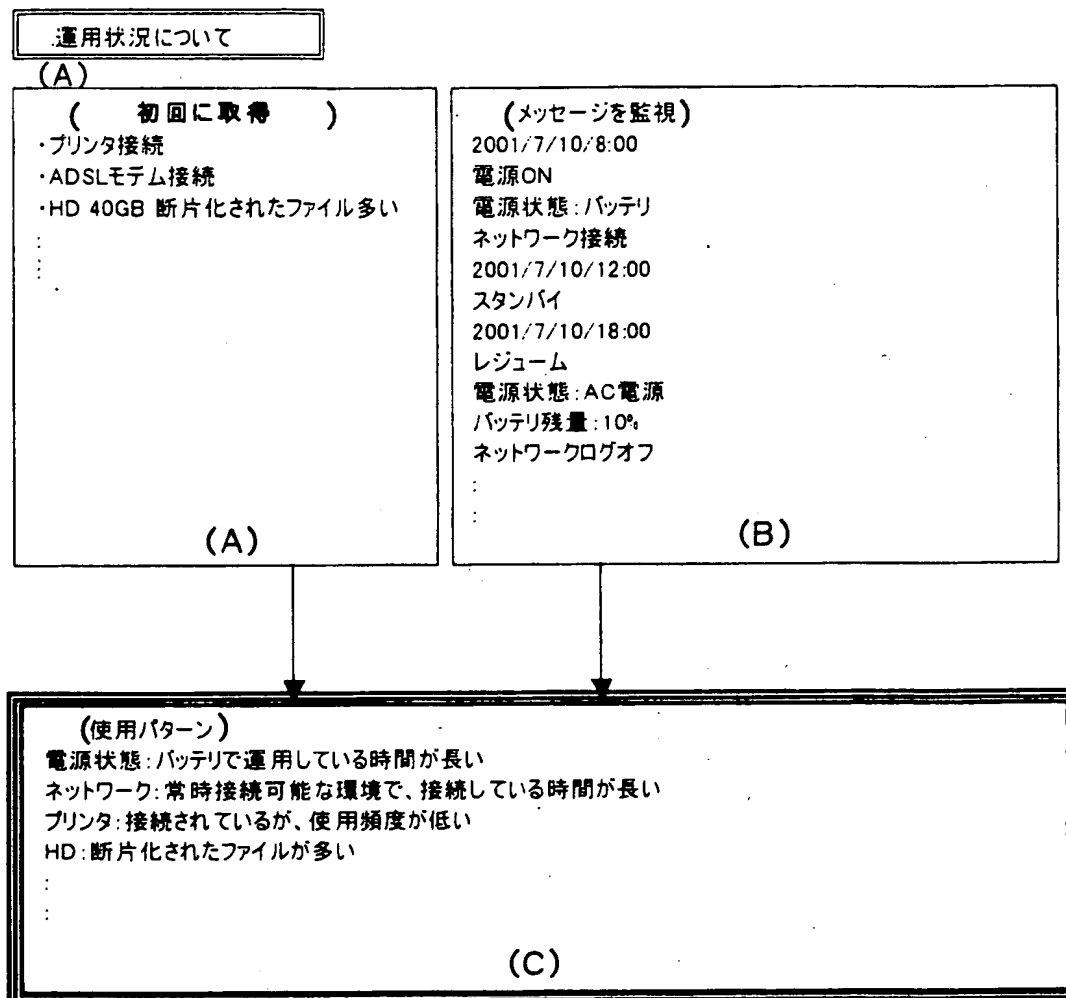 運用状況について
(A)
( 初回に取得 )
・プリンタ接続
・ADSLモデム接続
・HD 40GB 断片化されたファイル多い
:
:
(A)
(メッセージを監視)
2001/7/10/8:00
電源ON
電源状態:バッテリ
ネットワーク接続
2001/7/10/12:00
スタンバイ
2001/7/10/18:00
レジューム
電源状態:AC電源
バッテリ残量:10%
ネットワークログオフ
:
:
(B)
(使用パターン)
電源状態:バッテリで運用している時間が長い
ネットワーク:常時接続可能な環境で、接続している時間が長い
プリンタ:接続されているが、使用頻度が低い
HD:断片化されたファイルが多い
:
:
(C)